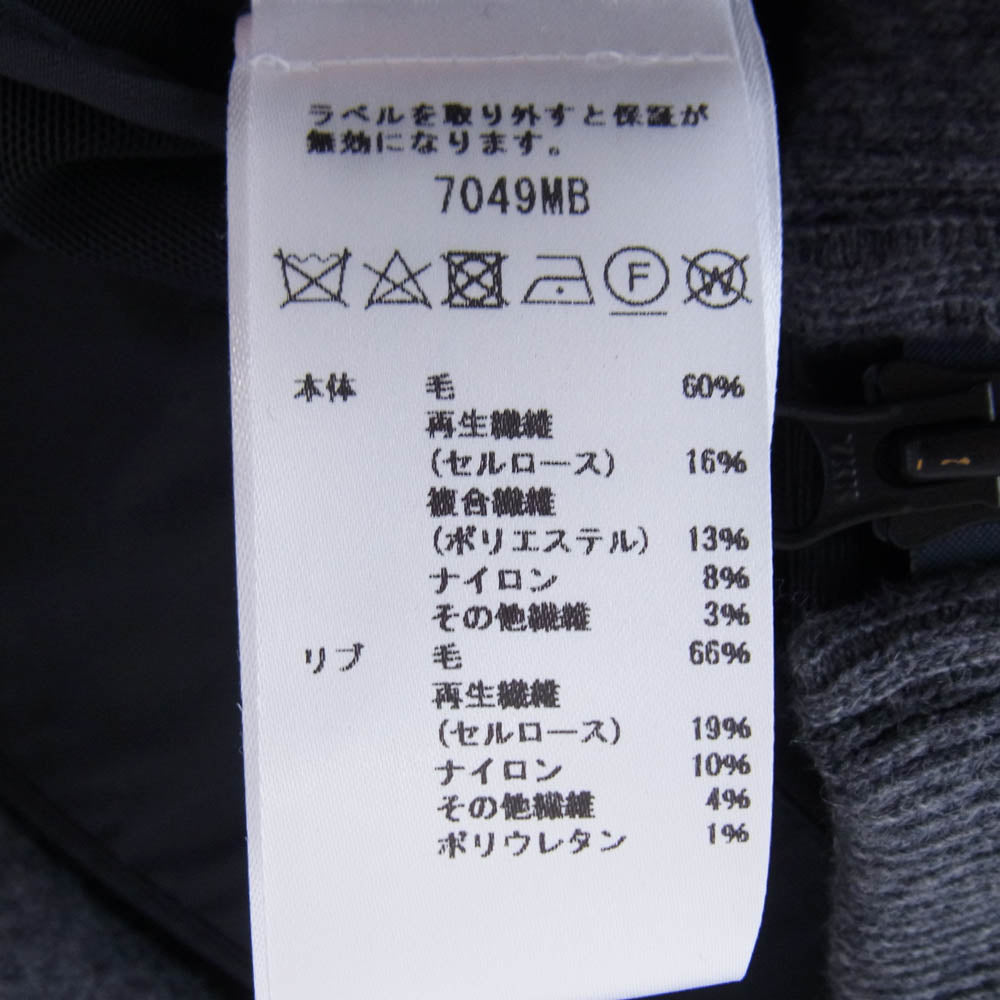 ラベルを取り外すと保証が
無効になります。
7049MB
F W
本体 毛 60%
再生繊維
(セルロース) 16%
複合繊維
(ポリエステル) 13%
ナイロン 8%
その他繊維 3%
リブ 毛 66%
再生繊維
(セルロース) 19%
ナイロン 10%
その他繊維 4%
ポリウレタン 1%